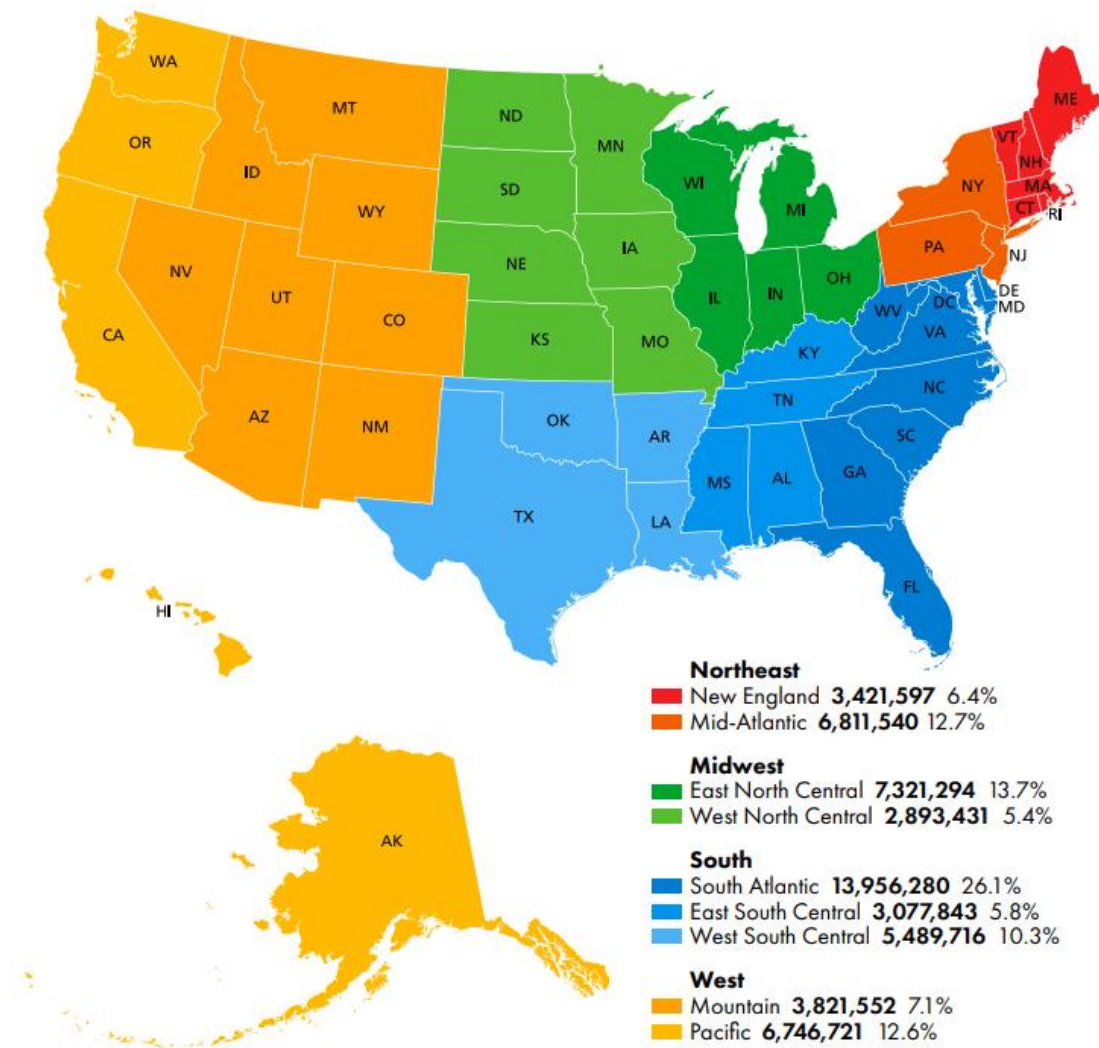 WA
MT
ND
MN
ME
VT
NH
OR
ID
SD
WI
MI
NY
MA
CT
RI
WY
IA
PA
NJ
NV
UT
NE
IL
IN
OH
DE
MD
CO
KS
MO
WV
DC
VA
CA
KY
NC
TN
AZ
NM
OK
AR
SC
MS
AL
GA
TX
LA
FL
HI
AK
Northeast
New England 3,421,597 6.4%
Mid-Atlantic 6,811,540 12.7%
Midwest
East North Central 7,321,294 13.7%
West North Central 2,893,431 5.4%
South
South Atlantic 13,956,280 26.1%
East South Central 3,077,843 5.8%
West South Central 5,489,716 10.3%
West
Mountain 3,821,552 7.1%
Pacific 6,746,721 12.6%